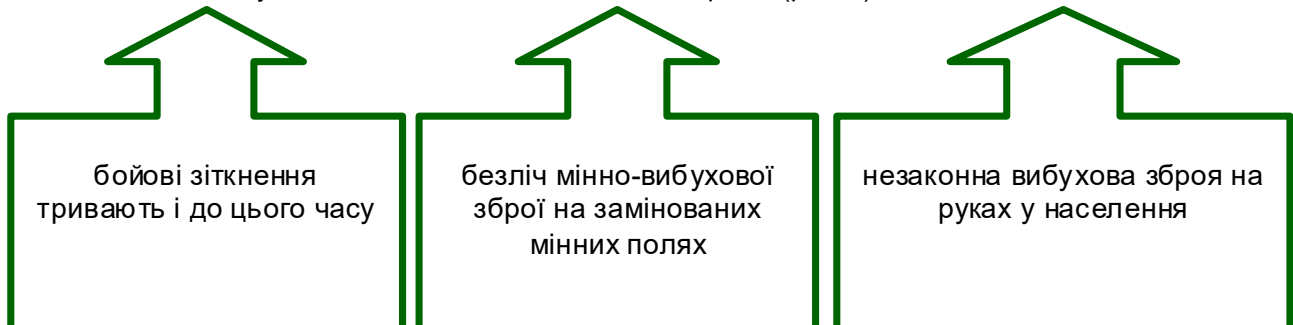 бойові зіткнення
тривають і до цього часу
безліч мінно-вибухової
зброї на замінованих
мінних полях
незаконна вибухова зброя на
руках у населення